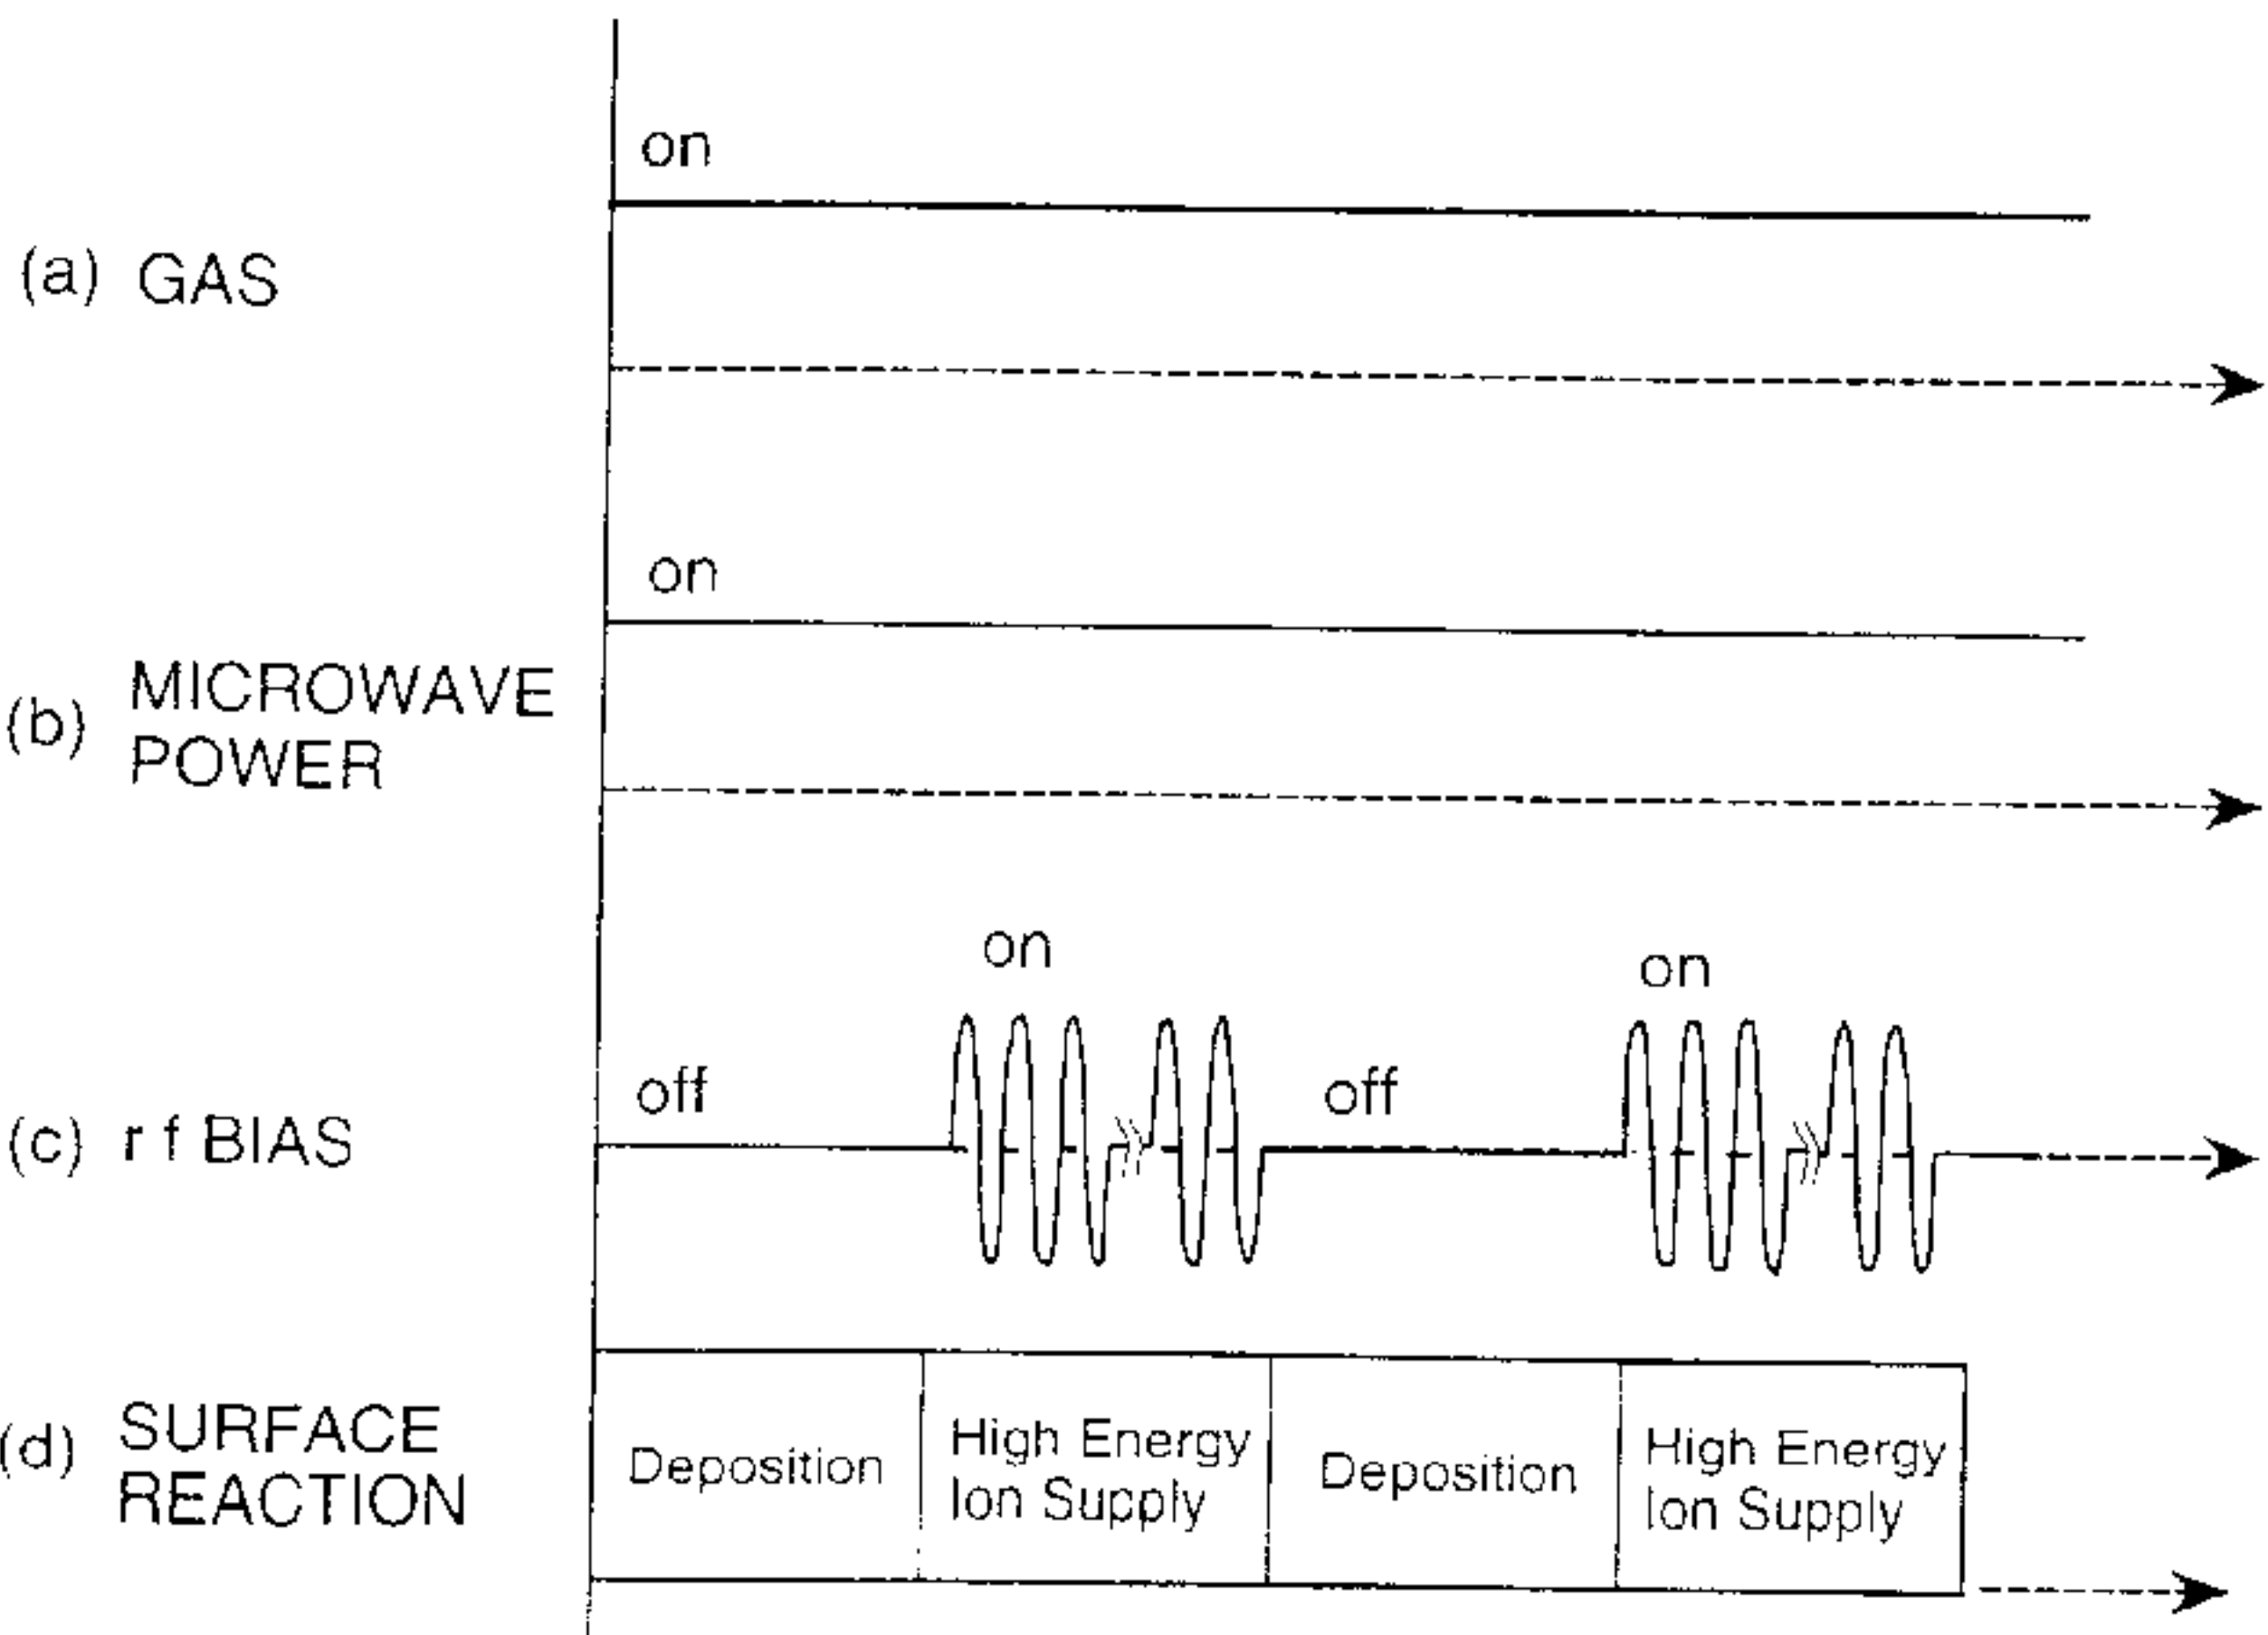 on
(a) GAS
on
(b) MICROWAVE
POWER
on on
off off
(c) r f BIAS
(d) SURFACE
REACTION
Deposition
High Energy
Ion Supply
Deposition
High Energy
Ion Supply